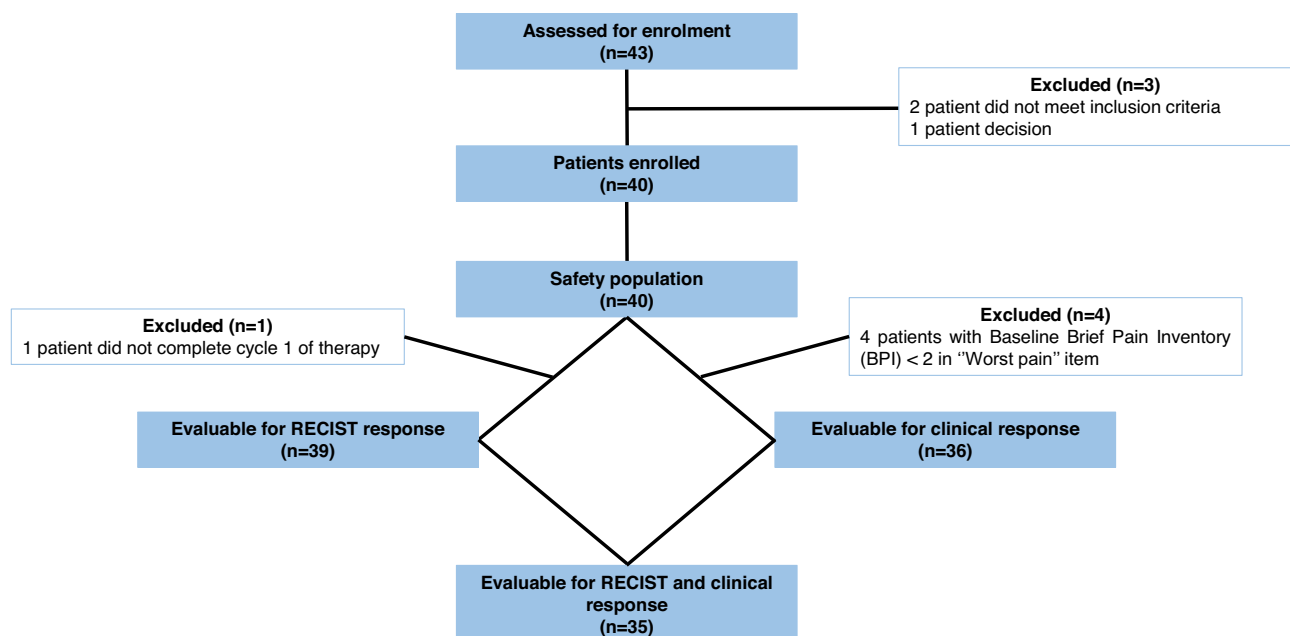 Assessed for enrolment
(n=43)
Excluded (n=3)
2 patient did not meet inclusion criteria
1 patient decision
Patients enrolled
(n=40)
Safety population
(n=40)
Excluded (n=1)
1 patient did not complete cycle 1 of therapy
Excluded (n=4)
4 patients with Baseline Brief Pain Inventory
(BPI) < 2 in ‘‘Worst pain’’ item
Evaluable for RECIST response
(n=39)
Evaluable for clinical response
(n=36)
Evaluable for RECIST and clinical
response
(n=35)